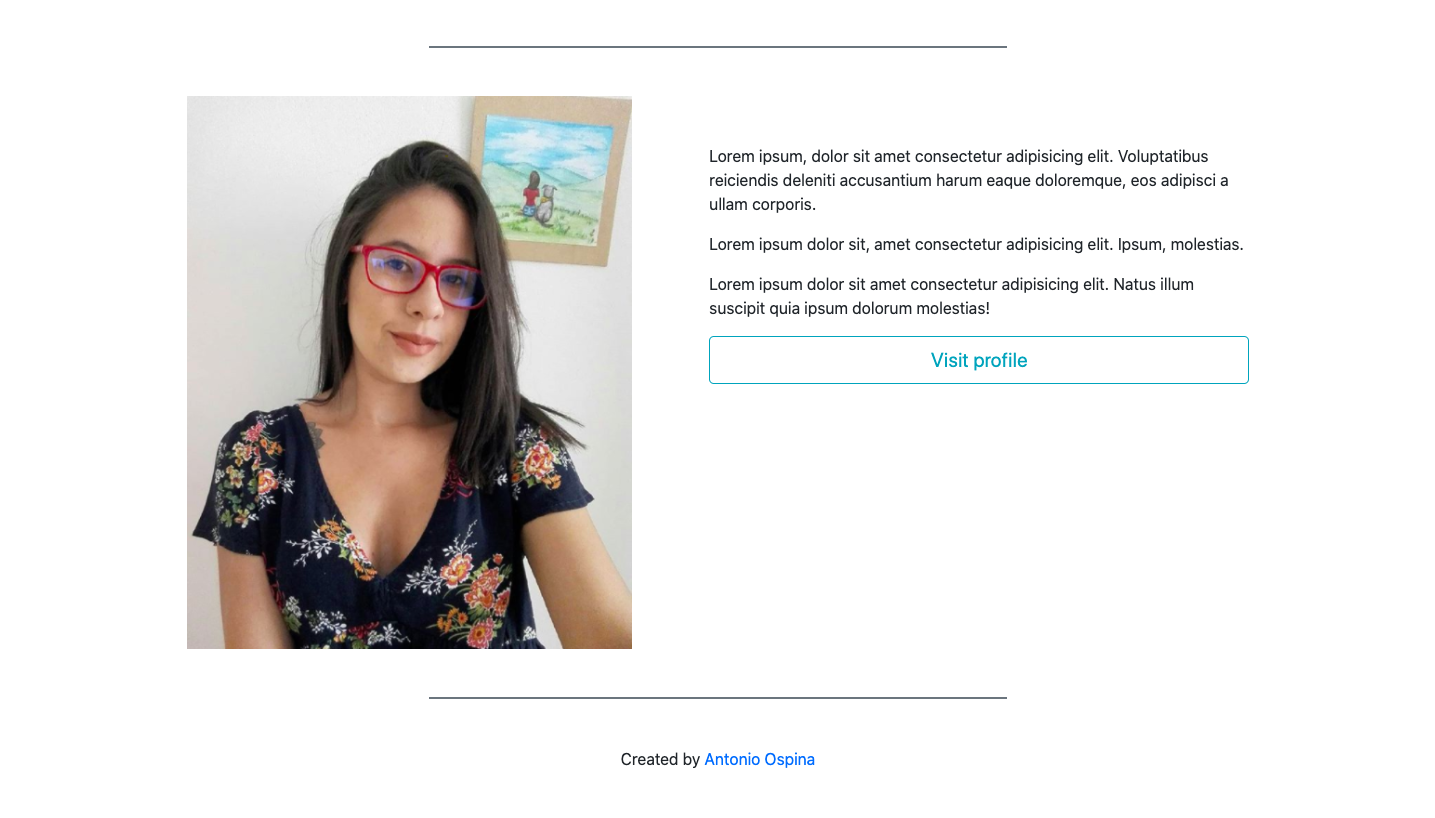 Lorem ipsum, dolor sit amet consectetur adipisicing elit. Voluptatibus
reiciendis deleniti accusantium harum eaque doloremque, eos adipisci a
ullam corporis.
Lorem ipsum dolor sit, amet consectetur adipisicing elit. Ipsum, molestias.
Lorem ipsum dolor sit amet consectetur adipisicing elit. Natus illum
suscipit quia ipsum dolorum molestias!
Visit profile
Created by Antonio Ospina